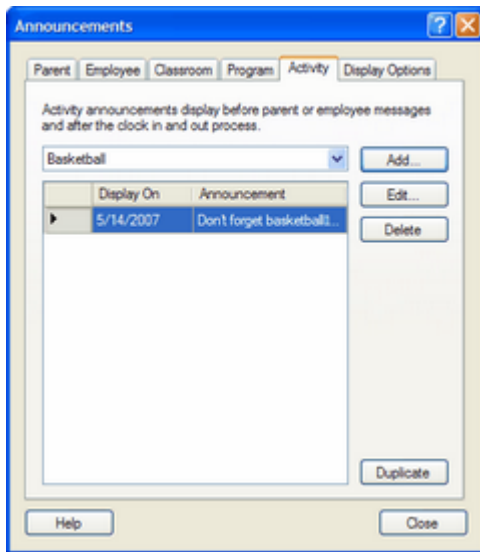 Announcements
Parent Employee Classroom Program Activity Display Options
Activity announcements display before parent or employee messages
and after the clock in and out process.
Basketball Add...
Display On Announcement Edit...
5/14/2007 Don't forget basketball...
Delete
Duplicate
Help Close